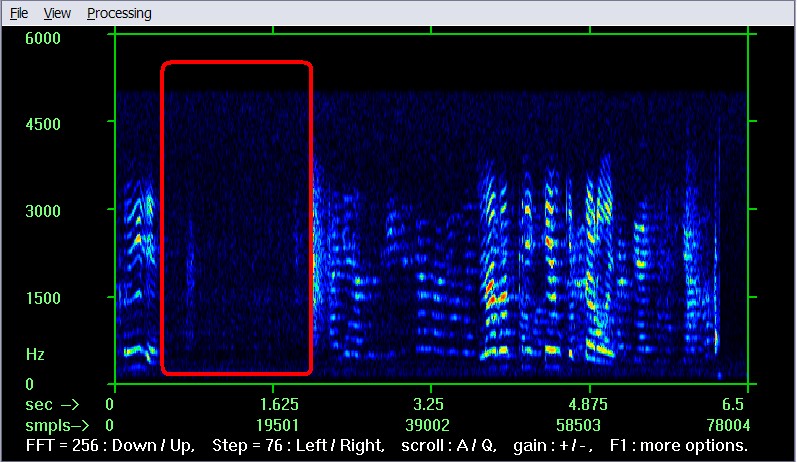 File View Processing
6000
4500
3000
1500
Hz
0
sec -> 0 1.625 3.25 4.875 6.5
smpls-> 0 19501 39002 58503 78004
FFT = 256 : Down / Up, Step = 76 : Left / Right, scroll : A / Q, gain : + / -, F1 : more options.